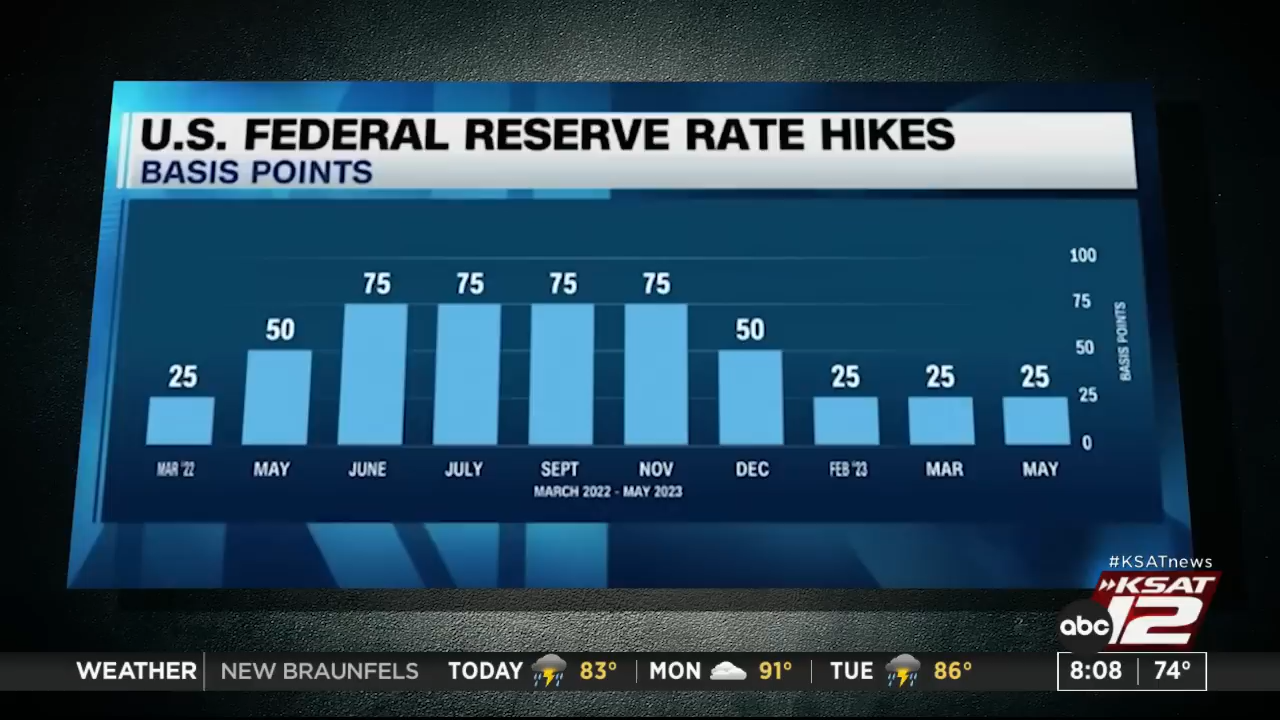 U.S. FEDERAL RESERVE RATE HIKES
BASIS POINTS
100
75
50
25
0
BASIS POINTS
25
50
75
75
75
75
50
25
25
25
MAR '22
MAY
JUNE
JULY
SEPT
NOV
DEC
FEB '23
MAR
MAY
MARCH 2022 - MAY 2023
#KSATnews
KSAT
abc 12
WEATHER NEW BRAUNFELS TODAY 83° MON 91° TUE 86° 8:08 74°